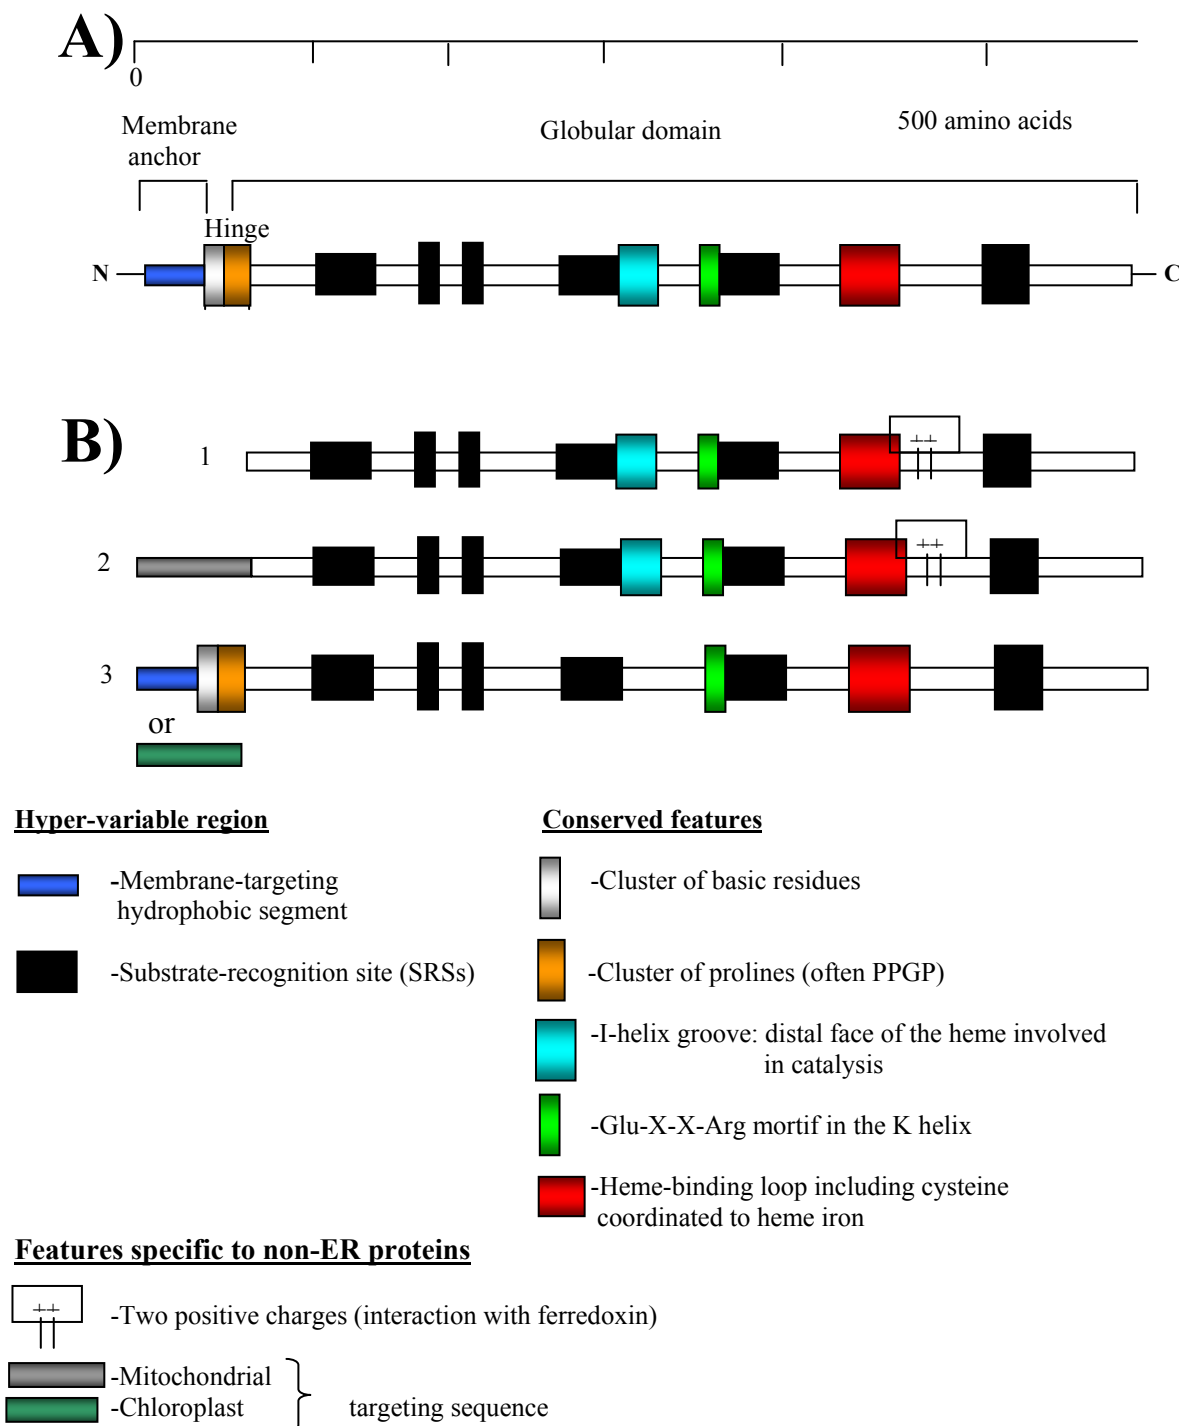 A)
0
Membrane
anchor
Globular domain
500 amino acids
Hinge
N
C
B)
1
++
2
++
3
or
Hyper-variable region
-Membrane-targeting
hydrophobic segment
-Substrate-recognition site (SRSs)
Conserved features
-Cluster of basic residues
-Cluster of prolines (often PPGP)
-I-helix groove: distal face of the heme involved
in catalysis
-Glu-X-X-Arg mortif in the K helix
-Heme-binding loop including cysteine
coordinated to heme iron
Features specific to non-ER proteins
++
-Two positive charges (interaction with ferredoxin)
-Mitochondrial
-Chloroplast
targeting sequence